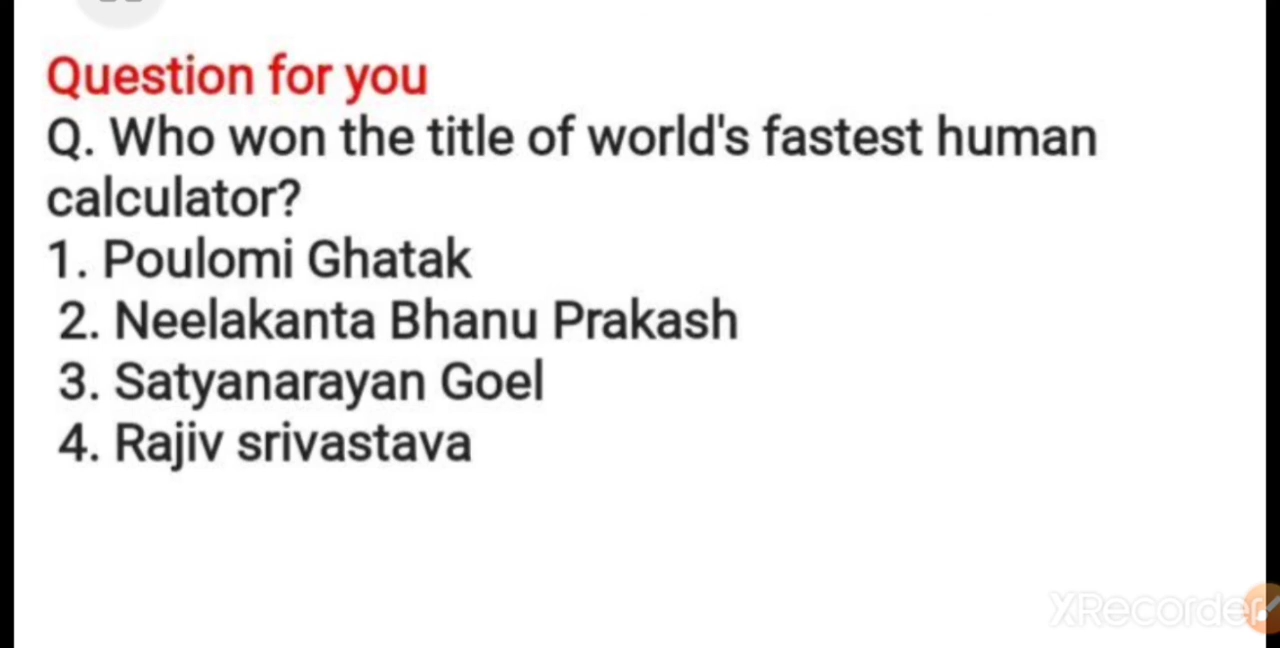 Question for you
Q. Who won the title of world's fastest human
calculator?
1. Poulomi Ghatak
2. Neelakanta Bhanu Prakash
3. Satyanarayan Goel
4. Rajiv srivastava
XRecorder